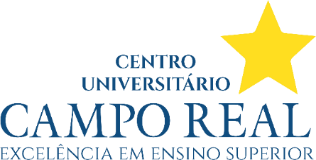 CENTRO
UNIVERSITÁRIO
CAMPO REAL
EXCELÊNCIA EM ENSINO SUPERIOR